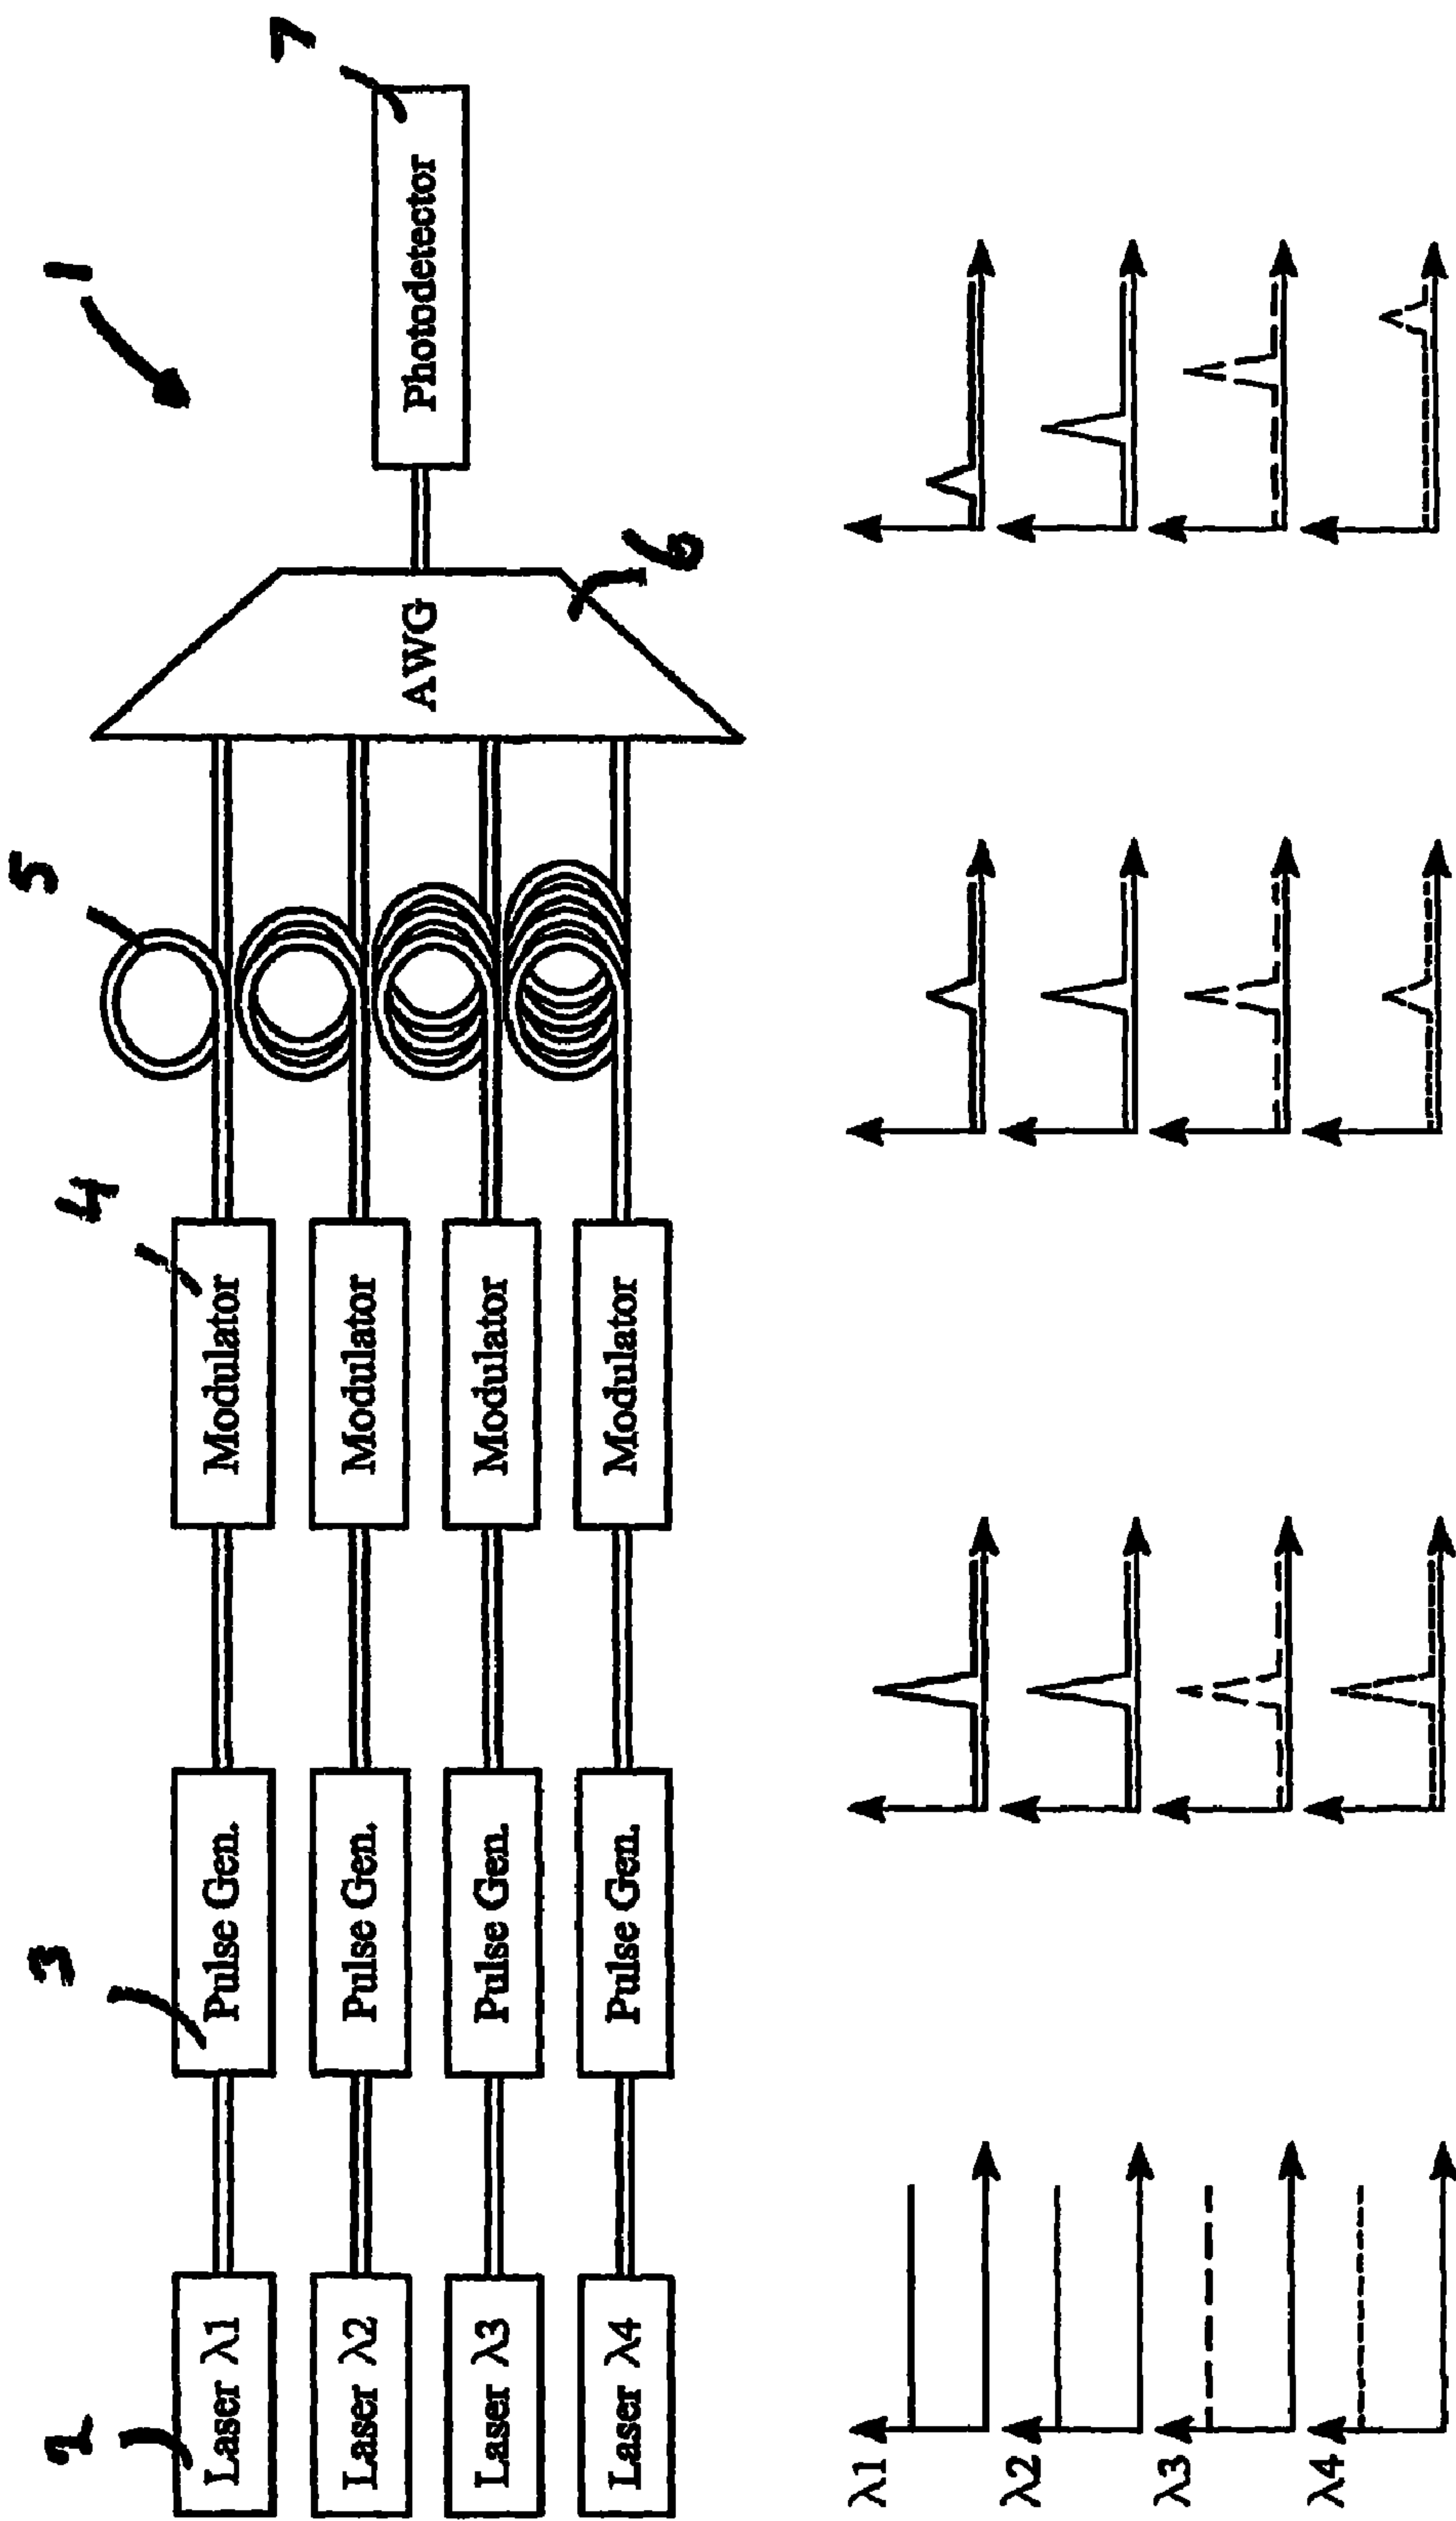 1
2
3
4
5
6
7
Laser λ1
Pulse Gen.
Modulator
Laser λ2
Pulse Gen.
Modulator
Laser λ3
Pulse Gen.
Modulator
Laser λ4
Pulse Gen.
Modulator
AWG
Photodetector
λ1
λ2
λ3
λ4